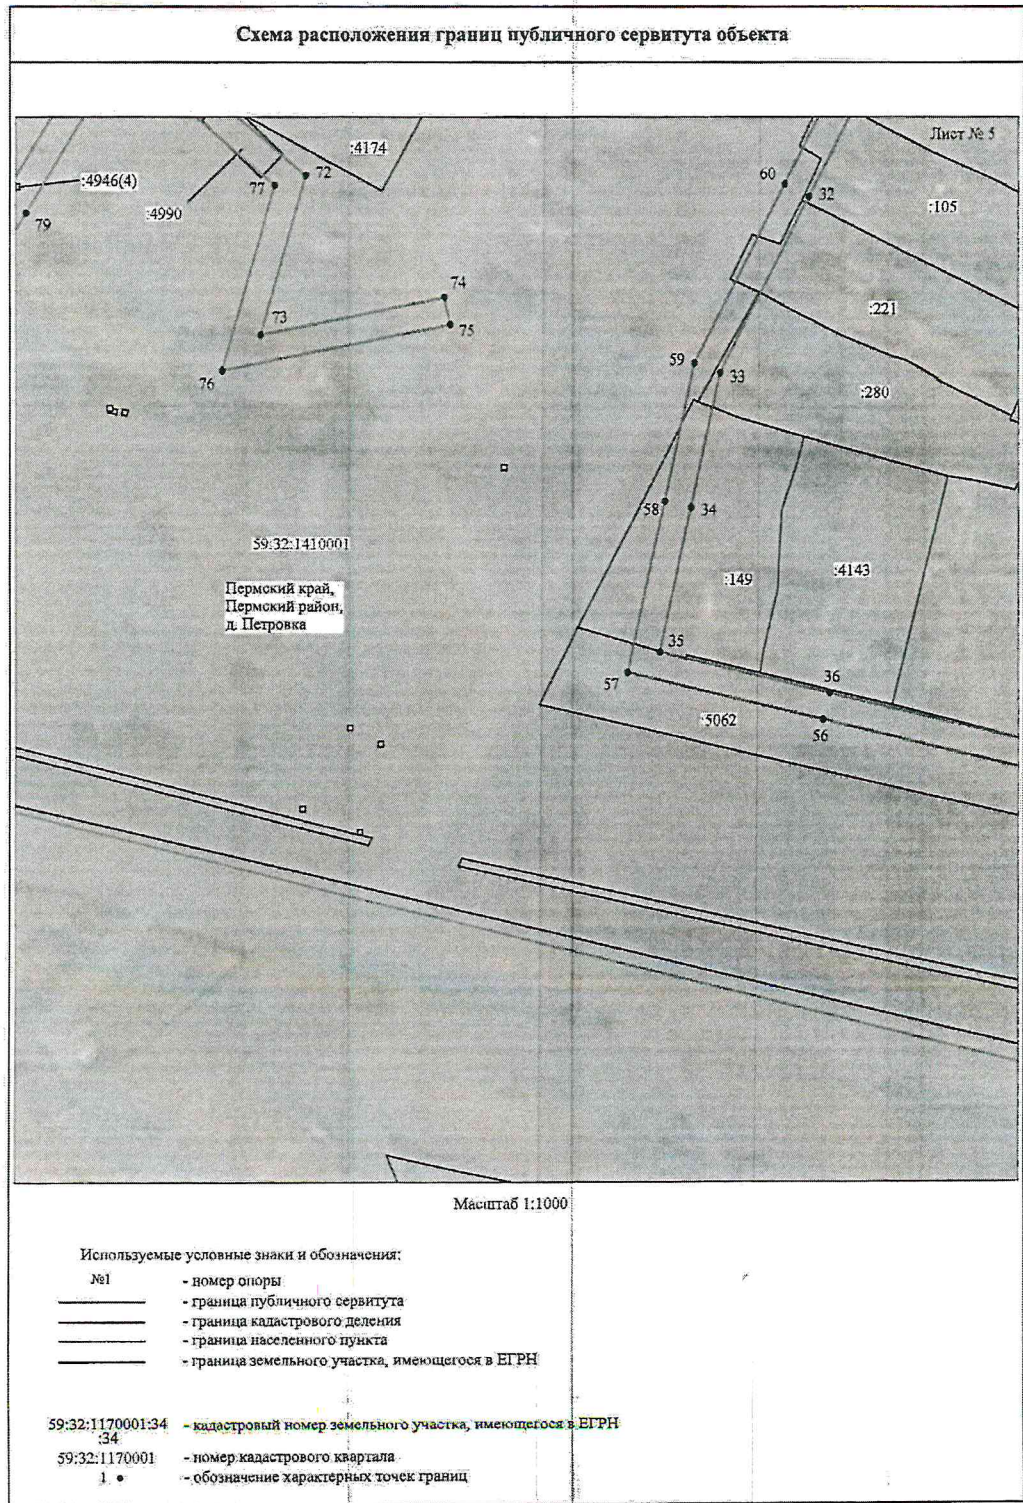 Схема расположения границ публичного сервитута объекта
Лист № 5
:4174
72
60
:4946(4)
77
32
:4990
:105
79
74
:221
73
75
59
33
76
:280
58
34
59:32:1410001
:149
:4143
Пермский край,
Пермский район,
д. Петровка
35
57
36
:5062
56
Масштаб 1:1000
Используемые условные знаки и обозначения:
№1 - номер опоры
- граница публичного сервитута
- граница кадастрового деления
- граница населенного пункта
- граница земельного участка, имеющегося в ЕГРН
59:32:1170001:34 - кадастровый номер земельного участка, имеющегося в ЕГРН
:34
59:32:1170001 - номер кадастрового квартала
1 • - обозначение характерных точек границ